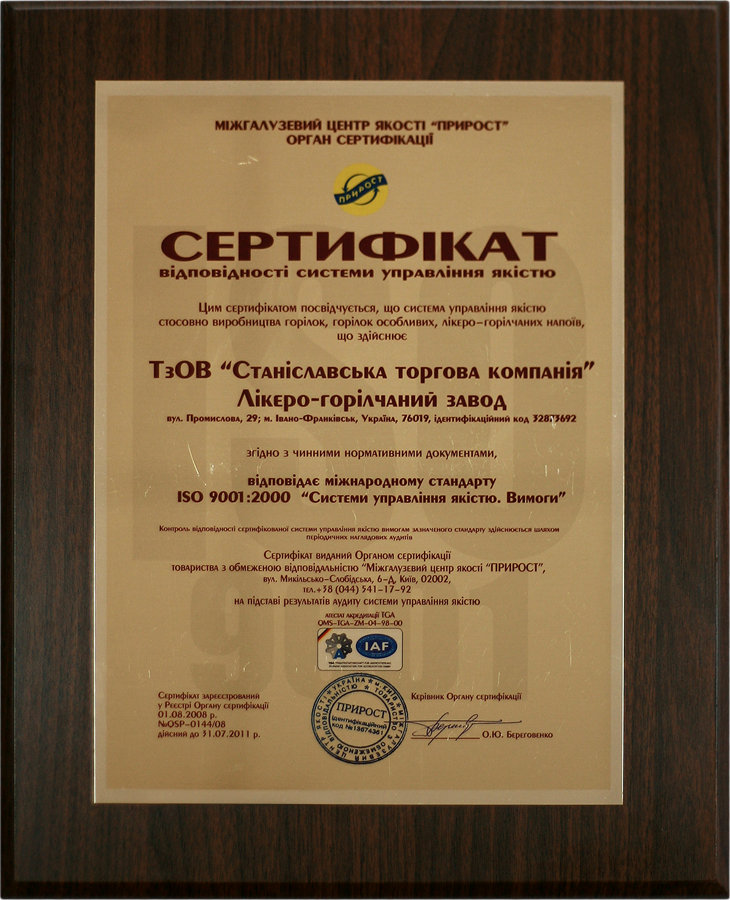 МІЖГАЛУЗЕВИЙ ЦЕНТР ЯКОСТІ “ПРИРОСТ”
ОРГАН СЕРТИФІКАЦІЇ
ПРИРОСТ
СЕРТИФІКАТ
ВІДПОВІДНОСТІ СИСТЕМИ УПРАВЛІННЯ ЯКІСТЮ
Цим сертифікатом посвідчується, що система управління якістю
стосовно виробництва горілок, горілок особливих, лікеро-горілчаних напоїв,
що здійснює
ТзОВ “Станіславська торгова компанія”
Лікеро-горілчаний завод
вул. Промислова, 29; м. Івано-Франківськ, Україна, 76019, ідентифікаційний код 32873692
згідно з чинними нормативними документами,
відповідає міжнародному стандарту
ISO 9001:2000 “Системи управління якістю. Вимоги”
Контроль відповідності сертифікованої системи управління якістю вимогам зазначеного стандарту здійснюється шляхом
періодичних наглядових аудитів
Сертифікат виданий Органом сертифікації
товариства з обмеженою відповідальністю “Міжгалузевий центр якості “ПРИРОСТ”,
вул. Микільсько-Слобідська, 6-Д, Київ, 02002,
тел.+38 (044) 541-17-92
на підставі результатів аудиту системи управління якістю
атестат акредитації TGA
QMS-TGA-ZM-04-98-00
IAF
Сертифікат зареєстрований
у Реєстрі Органу сертифікації
01.08.2008 р.
№QSP-0144/08
дійсний до 31.07.2011 р.
УКРАЇНА ★ м. КИЇВ
ПРИРОСТ
Ідентифікаційний
код №13674361
Керівник Органу сертифікації
О.Ю. Береговенко